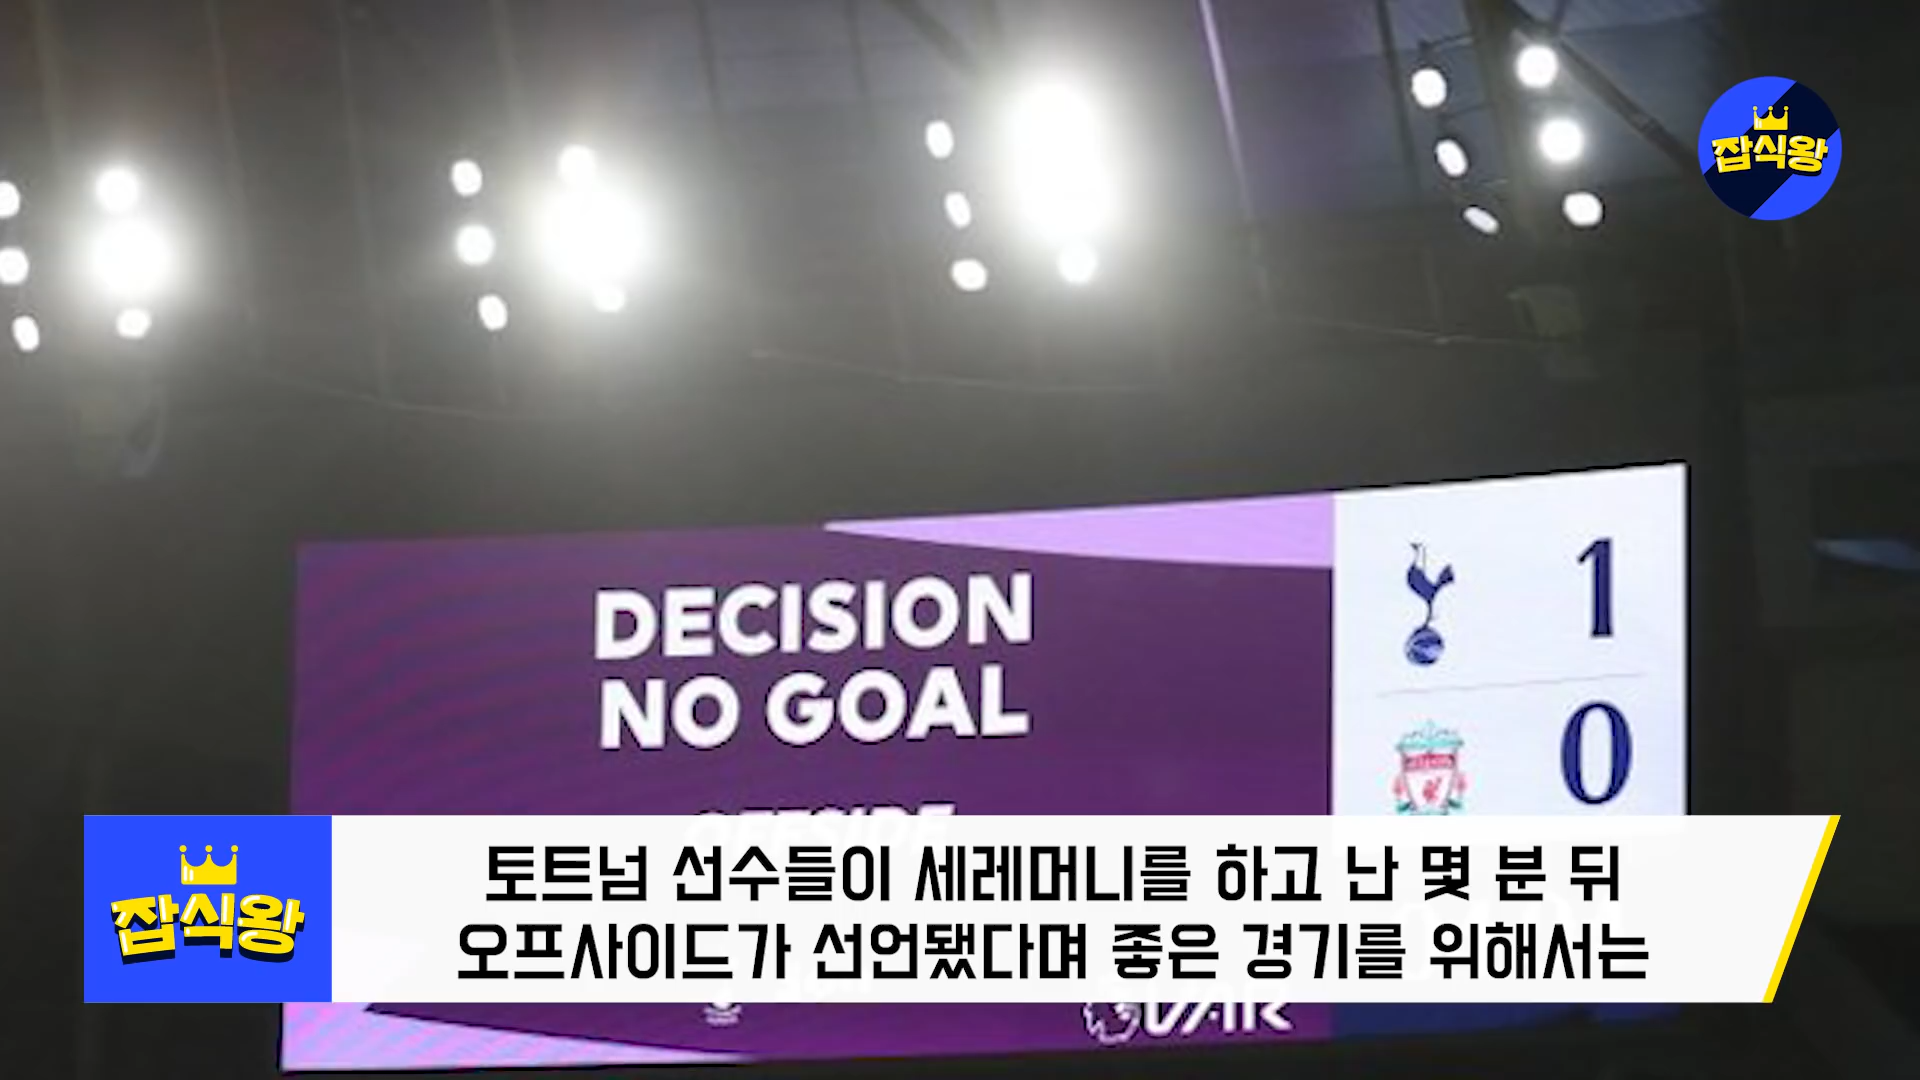 잡식왕
DECISION
NO GOAL
1
0
OFFSIDE
잡식왕
토트넘 선수들이 세레머니를 하고 난 몇 분 뒤
오프사이드가 선언됐다며 좋은 경기를 위해서는
VAR